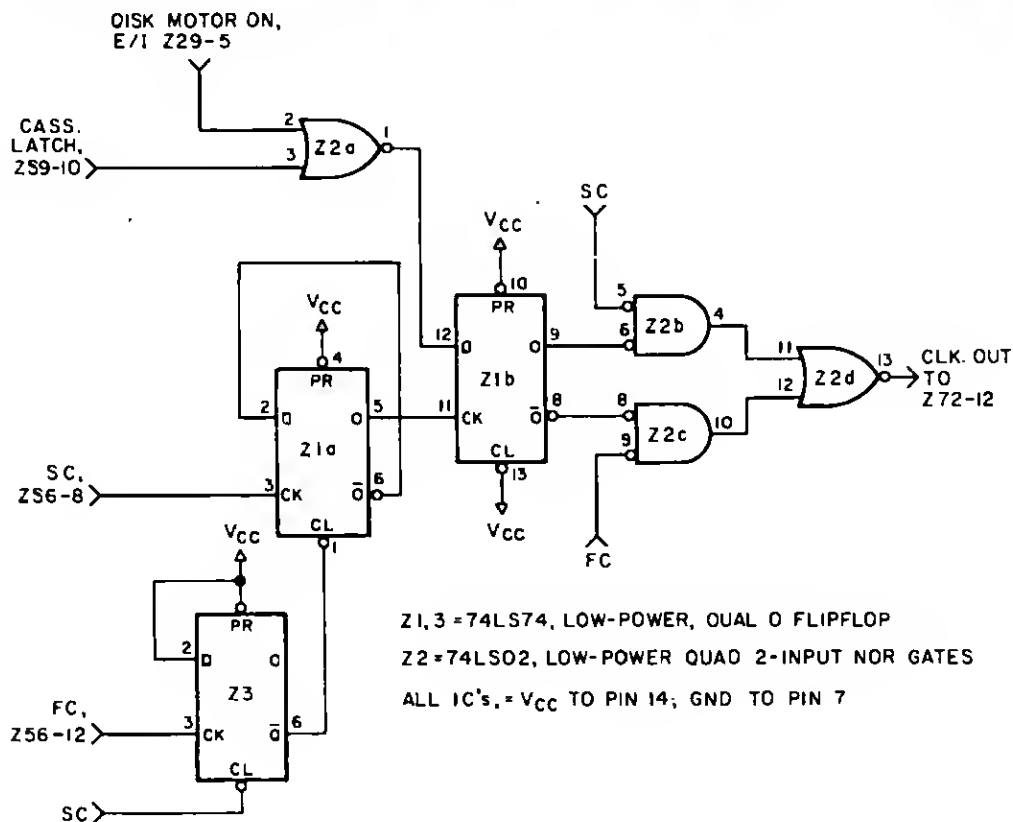 DISK MOTOR ON,
E/I Z29-5
CASS.
LATCH,
Z59-10
2
3
Z2a
1
SC
VCC
10
PR
12
D
Q
9
Z1b
11
CK
Q
8
CL
13
VCC
5
6
Z2b
4
8
9
Z2c
10
FC
11
12
Z2d
13
CLK. OUT
TO
Z72-12
VCC
4
PR
2
D
Q
5
Z1a
SC,
Z56-8
3
CK
Q
6
CL
1
VCC
PR
2
D
Q
Z3
FC,
Z56-12
3
CK
Q
6
CL
SC
Z1,3 = 74LS74, LOW-POWER, DUAL D FLIPFLOP
Z2 = 74LS02, LOW-POWER QUAD 2-INPUT NOR GATES
ALL IC's, = VCC TO PIN 14; GND TO PIN 7